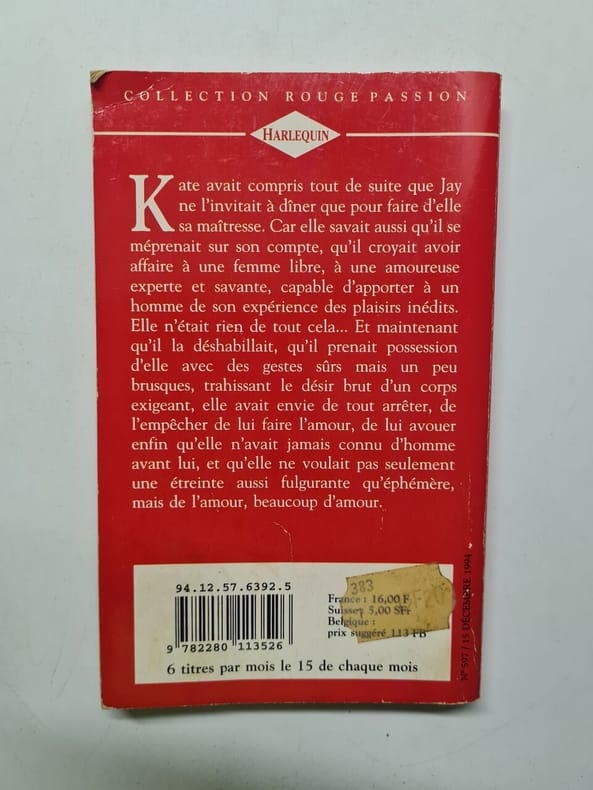 COLLECTION ROUGE PASSION
HARLEQUIN
Kate avait compris tout de suite que Jay
ne l'invitait à dîner que pour faire d'elle
sa maîtresse. Car elle savait aussi qu'il se
méprenait sur son compte, qu'il croyait avoir
affaire à une femme libre, à une amoureuse
experte et savante, capable d'apporter à un
homme de son expérience des plaisirs inédits.
Elle n'était rien de tout cela... Et maintenant
qu'il la déshabillait, qu'il prenait possession
d'elle avec des gestes sûrs mais un peu
brusques, trahissant le désir brut d'un corps
exigeant, elle avait envie de tout arrêter, de
l'empêcher de lui faire l'amour, de lui avouer
enfin qu'elle n'avait jamais connu d'homme
avant lui, et qu'elle ne voulait pas seulement
une étreinte aussi fulgurante qu'éphémère,
mais de l'amour, beaucoup d'amour.
94.12.57.6392.5
9 782280 113526
383
France : 16,00 F
Suisse : 5,00 SFr
Belgique :
prix suggéré 113 FB
6 titres par mois le 15 de chaque mois
N° 597 / 15 DÉCEMBRE 1994